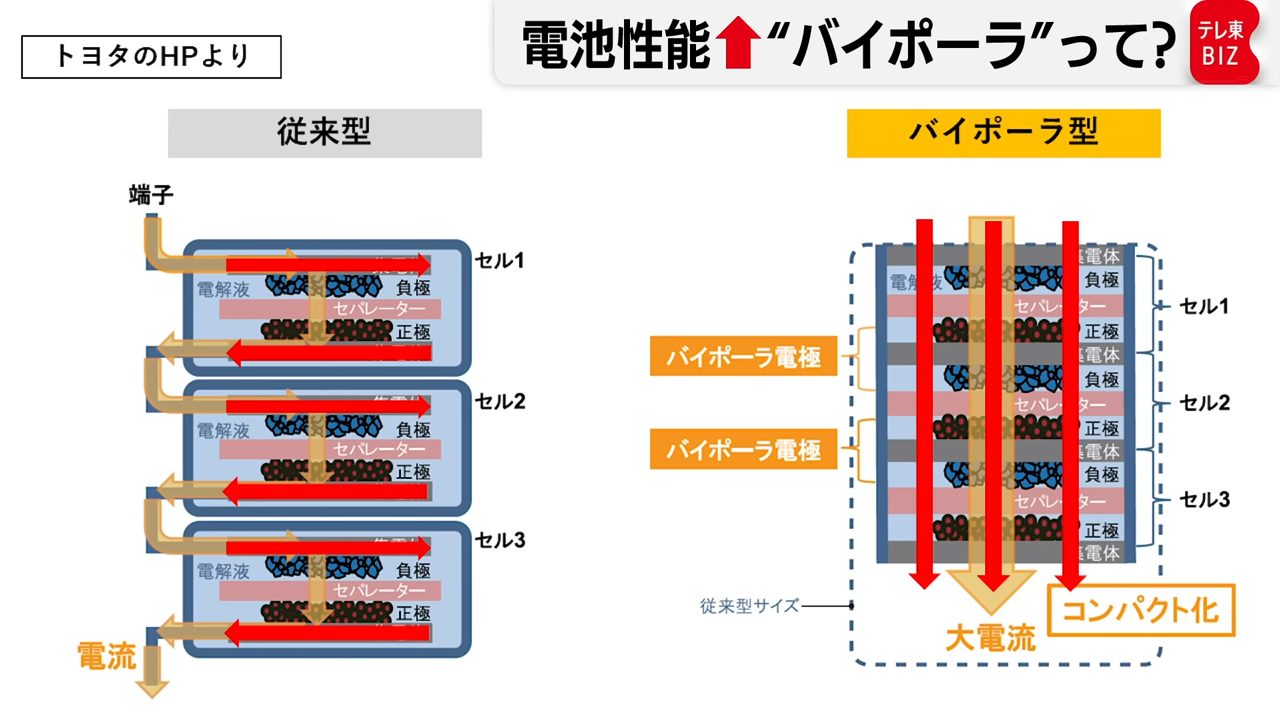 トヨタのHPより
電池性能⬆“バイポーラ”って?
テレ東
BIZ
従来型
バイポーラ型
端子
セル1
電解液
負極
セパレーター
正極
セル2
電解液
負極
セパレーター
正極
セル3
電解液
負極
セパレーター
正極
電流
集電体
電解液
負極
セパレーター
正極
集電体
負極
セパレーター
正極
集電体
負極
セパレーター
正極
集電体
セル1
セル2
セル3
バイポーラ電極
バイポーラ電極
従来型サイズ
大電流
コンパクト化